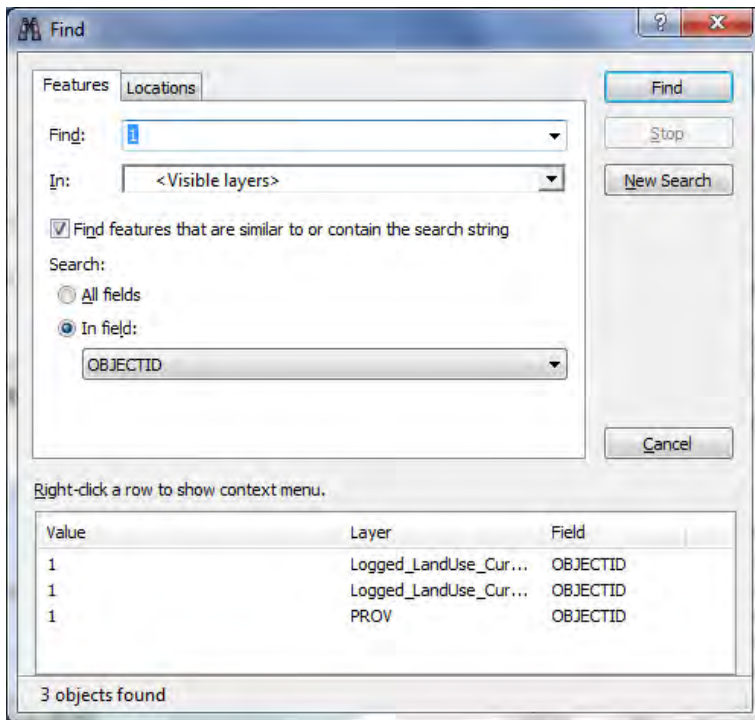 Find
Features Locations
Find
Find: 1
Stop
In: <Visible layers>
New Search
Find features that are similar to or contain the search string
Search:
All fields
In field:
OBJECTID
Cancel
Right-click a row to show context menu.
Value Layer Field
1 Logged_LandUse_Cur... OBJECTID
1 Logged_LandUse_Cur... OBJECTID
1 PROV OBJECTID
3 objects found